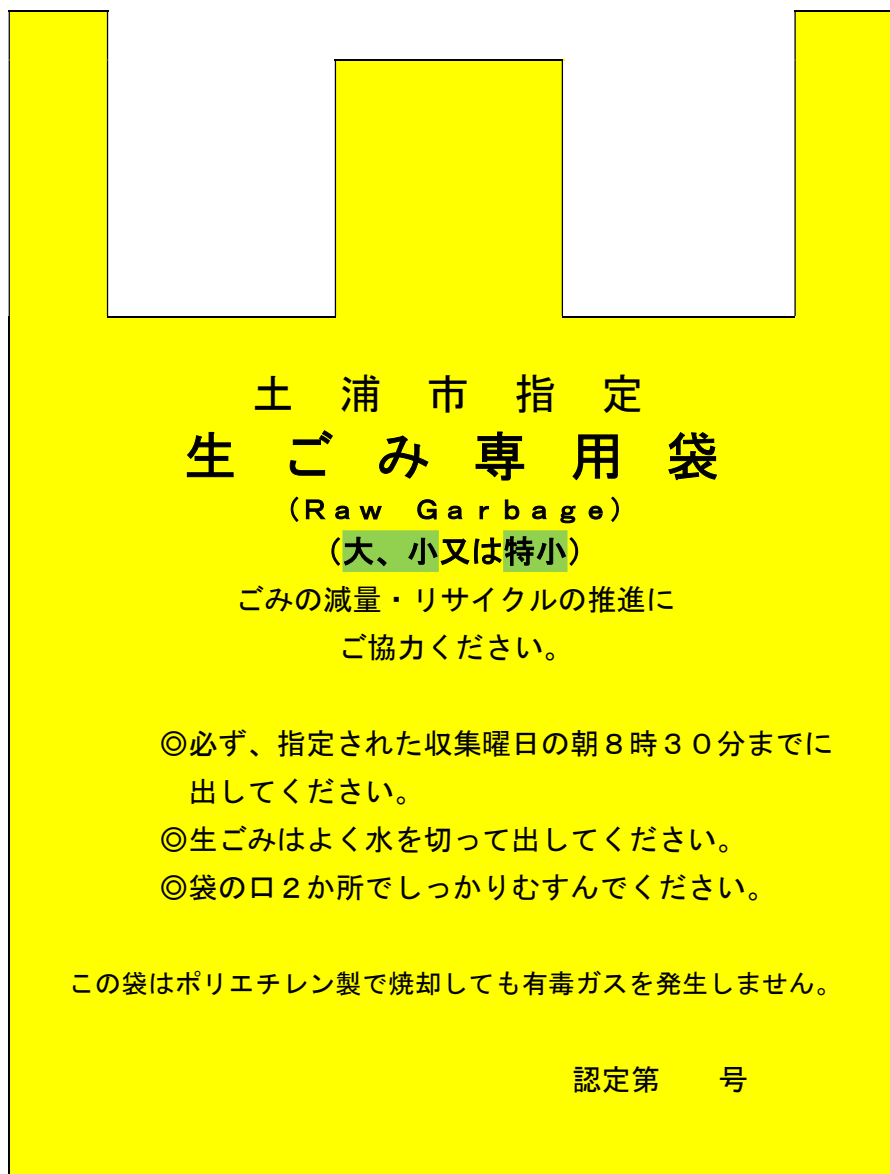 土　浦　市　指　定
生　ご　み　専　用　袋
（Ｒａｗ　Ｇａｒｂａｇｅ）
（大、小又は特小）
ごみの減量・リサイクルの推進に
ご協力ください。
◎必ず、指定された収集曜日の朝８時３０分までに
出してください。
◎生ごみはよく水を切って出してください。
◎袋の口２か所でしっかりむすんでください。
この袋はポリエチレン製で焼却しても有毒ガスを発生しません。
認定第　　号